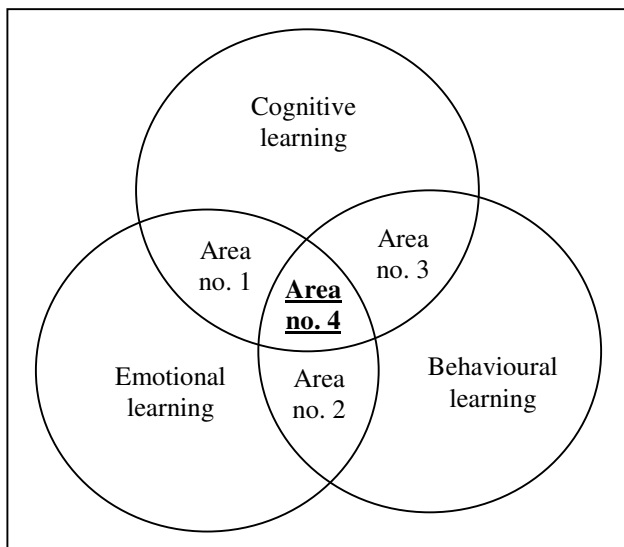 Cognitive
learning
Area
no. 1
Area
no. 3
Area
no. 4
Emotional
learning
Area
no. 2
Behavioural
learning